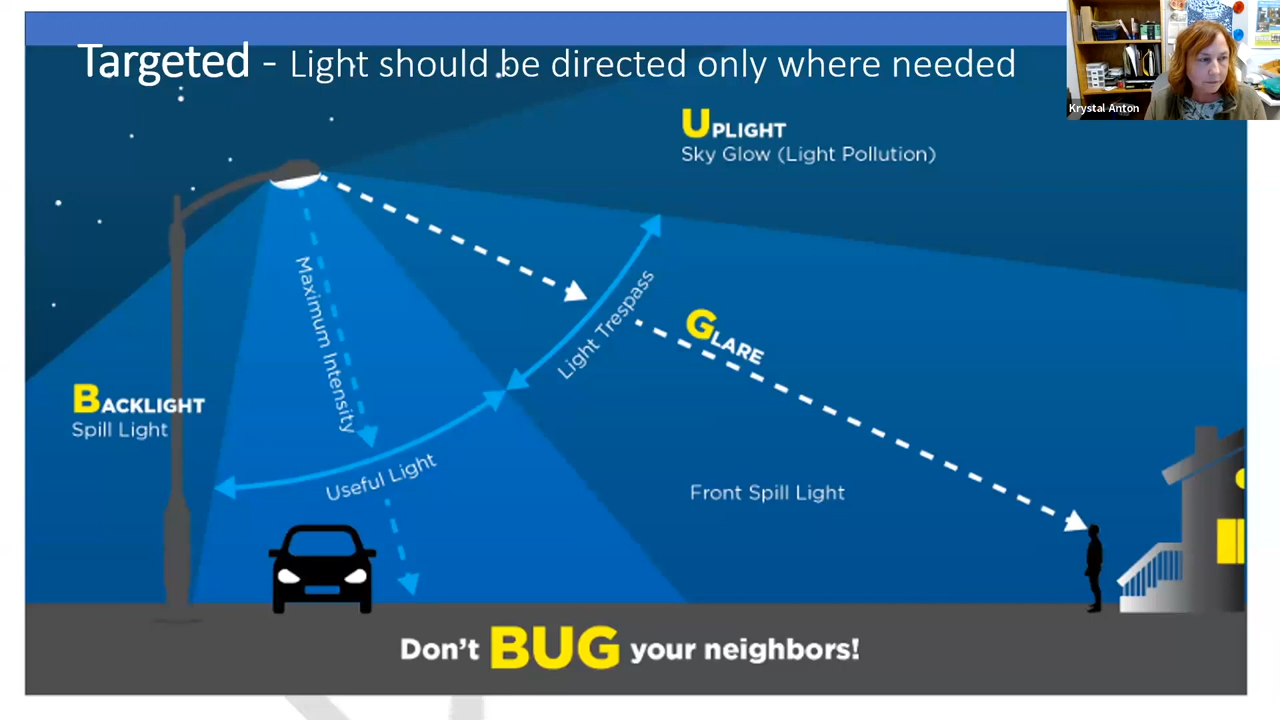 Targeted - Light should be directed only where needed
Krystal Anton
UPLIGHT
Sky Glow (Light Pollution)
Maximum Intensity
Light Trespass
GLARE
BACKLIGHT
Spill Light
Useful Light
Front Spill Light
Don't BUG your neighbors!